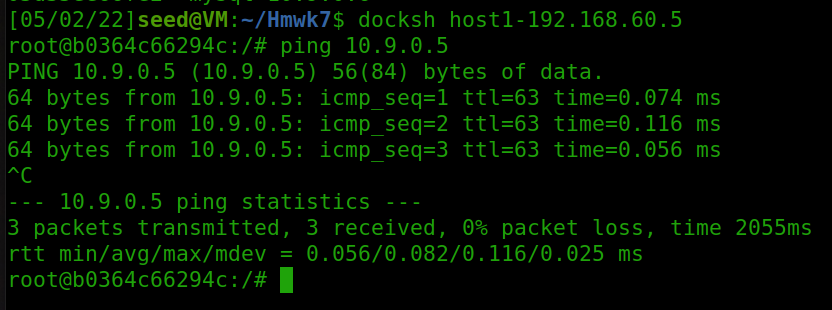 [05/02/22]seed@VM:~/Hmwk7$ docksh host1-192.168.60.5
root@b0364c66294c:/# ping 10.9.0.5
PING 10.9.0.5 (10.9.0.5) 56(84) bytes of data.
64 bytes from 10.9.0.5: icmp_seq=1 ttl=63 time=0.074 ms
64 bytes from 10.9.0.5: icmp_seq=2 ttl=63 time=0.116 ms
64 bytes from 10.9.0.5: icmp_seq=3 ttl=63 time=0.056 ms
^C
--- 10.9.0.5 ping statistics ---
3 packets transmitted, 3 received, 0% packet loss, time 2055ms
rtt min/avg/max/mdev = 0.056/0.082/0.116/0.025 ms
root@b0364c66294c:/#